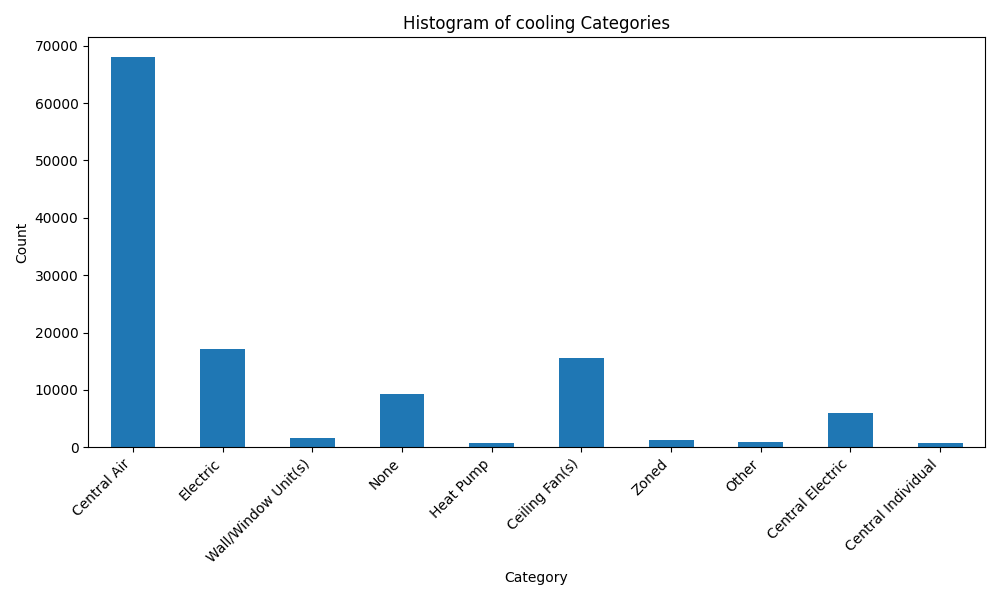 Histogram of cooling Categories
70000
60000
50000
40000
30000
20000
10000
0
Count
Central Air
Electric
Wall/Window Unit(s)
None
Heat Pump
Ceiling Fan(s)
Zoned
Other
Central Electric
Central Individual
Category